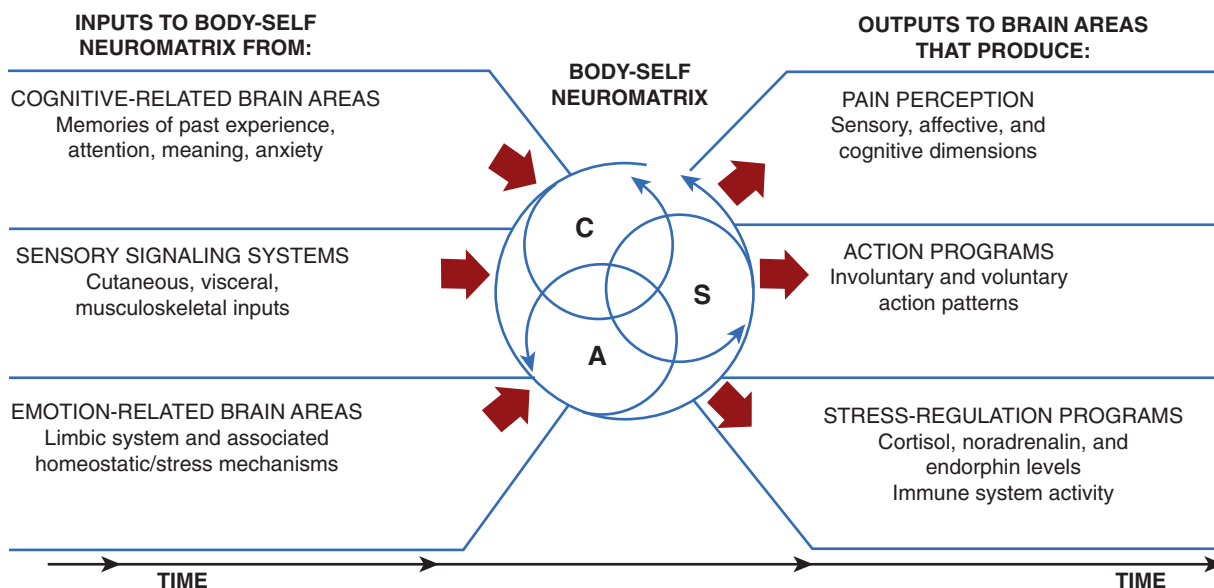 INPUTS TO BODY-SELF
NEUROMATRIX FROM:
COGNITIVE-RELATED BRAIN AREAS
Memories of past experience,
attention, meaning, anxiety
SENSORY SIGNALING SYSTEMS
Cutaneous, visceral,
musculoskeletal inputs
EMOTION-RELATED BRAIN AREAS
Limbic system and associated
homeostatic/stress mechanisms
BODY-SELF
NEUROMATRIX
C
S
A
OUTPUTS TO BRAIN AREAS
THAT PRODUCE:
PAIN PERCEPTION
Sensory, affective, and
cognitive dimensions
ACTION PROGRAMS
Involuntary and voluntary
action patterns
STRESS-REGULATION PROGRAMS
Cortisol, noradrenalin, and
endorphin levels
Immune system activity
TIME
TIME